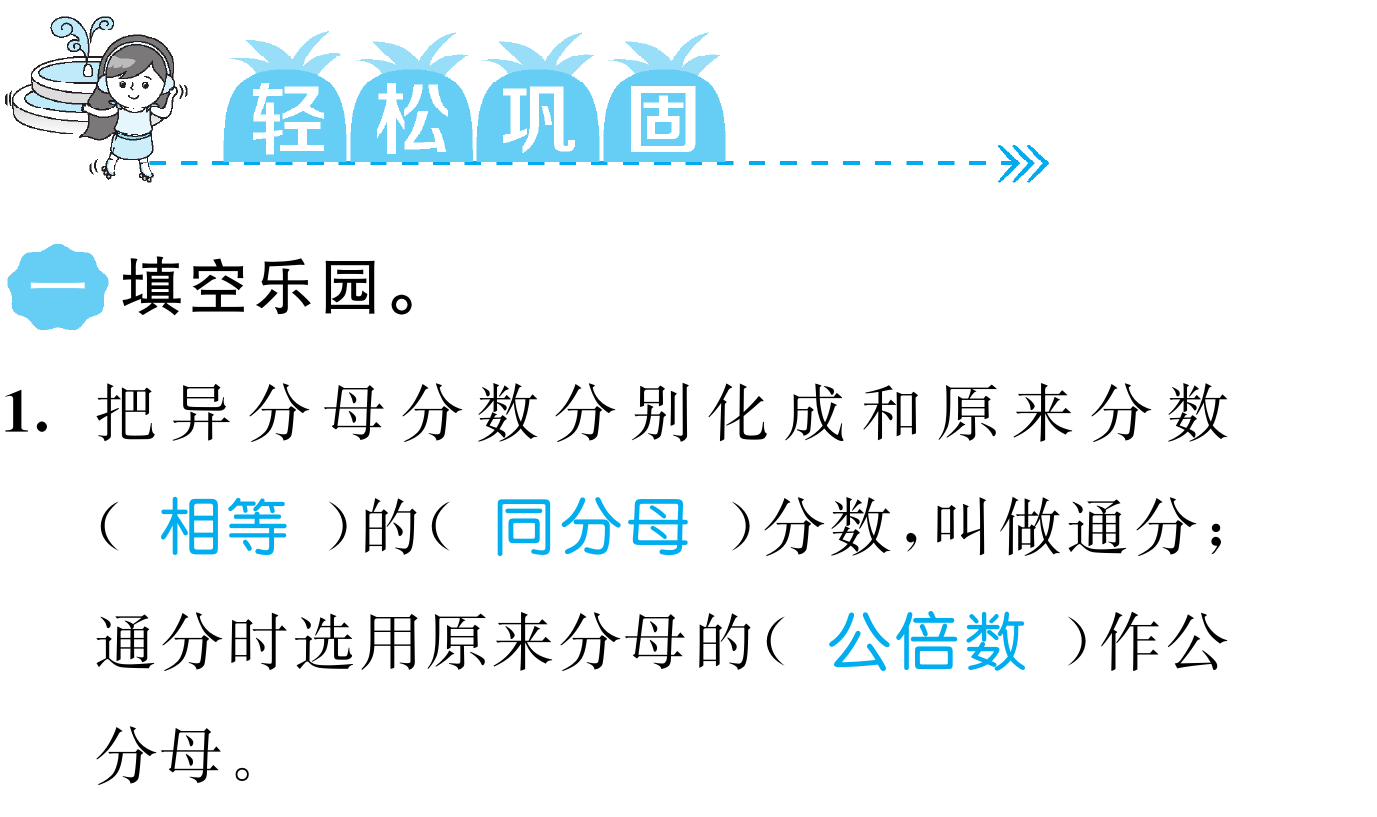 轻松巩固
一 填空乐园。
1. 把异分母分数分别化成和原来分数
( 相等 )的( 同分母 )分数,叫做通分;
通分时选用原来分母的( 公倍数 )作公
分母。